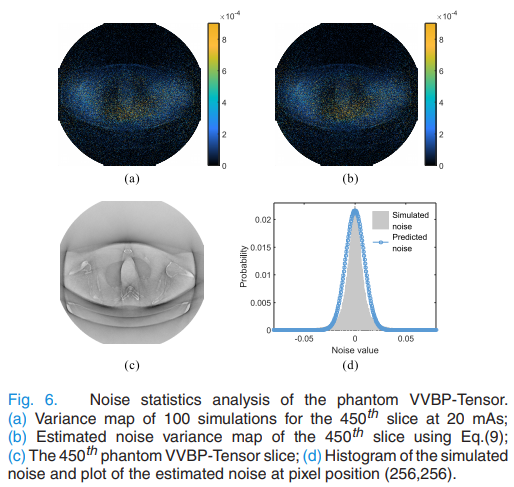 ×10⁻⁴
8
6
4
2
0
(a)
×10⁻⁴
8
6
4
2
0
(b)
(c)
0.02
0.015
0.01
0.005
0
Probability
-0.05
0
0.05
Noise value
Simulated
noise
Predicted
noise
(d)
Fig. 6. Noise statistics analysis of the phantom VVBP-Tensor.
(a) Variance map of 100 simulations for the 450th slice at 20 mAs;
(b) Estimated noise variance map of the 450th slice using Eq.(9);
(c) The 450th phantom VVBP-Tensor slice; (d) Histogram of the simulated
noise and plot of the estimated noise at pixel position (256,256).